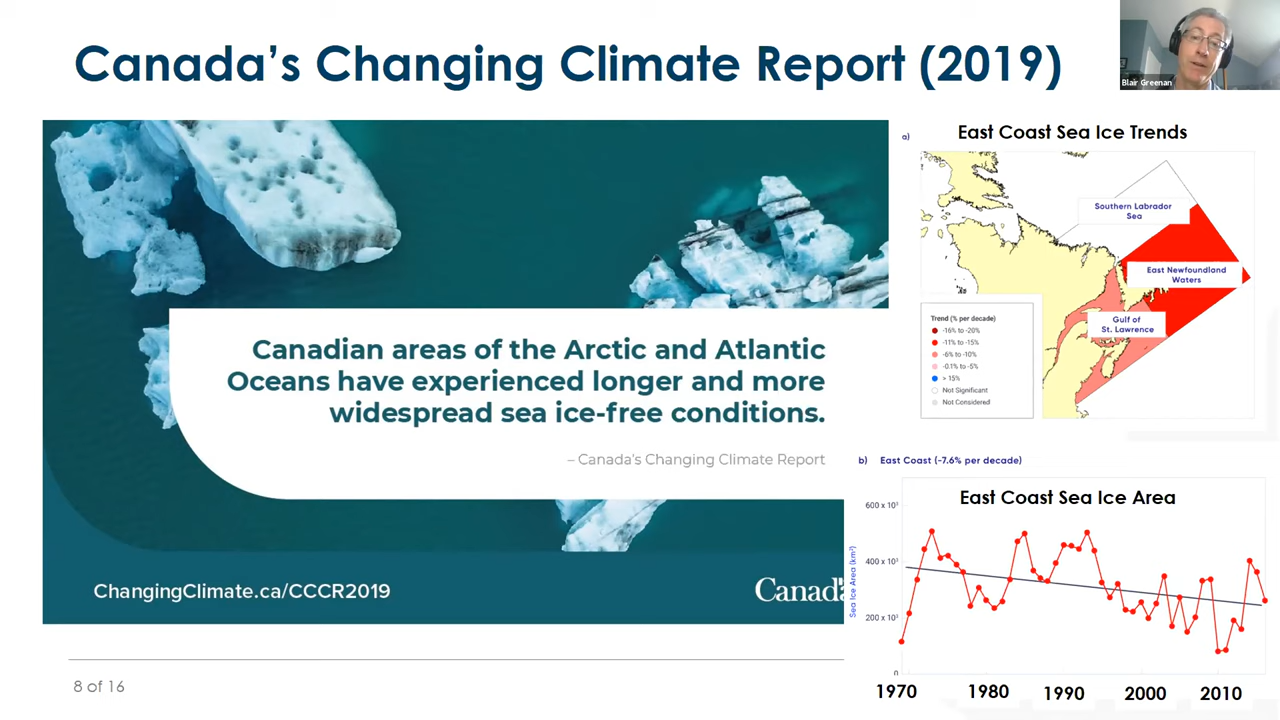 Canada's Changing Climate Report (2019)
Blair Greenan
Canadian areas of the Arctic and Atlantic
Oceans have experienced longer and more
widespread sea ice-free conditions.
– Canada's Changing Climate Report
ChangingClimate.ca/CCCR2019
Canad
8 of 16
a)
East Coast Sea Ice Trends
Southern Labrador
Sea
East Newfoundland
Waters
Gulf of
St. Lawrence
Trend (% per decade)
-16% to -20%
-11% to -15%
-6% to -10%
-0.1% to -5%
> 15%
Not Significant
Not Considered
b) East Coast (-7.6% per decade)
East Coast Sea Ice Area
Sea Ice Area (km²)
600 x 10³
400 x 10³
200 x 10³
0
1970 1980 1990 2000 2010